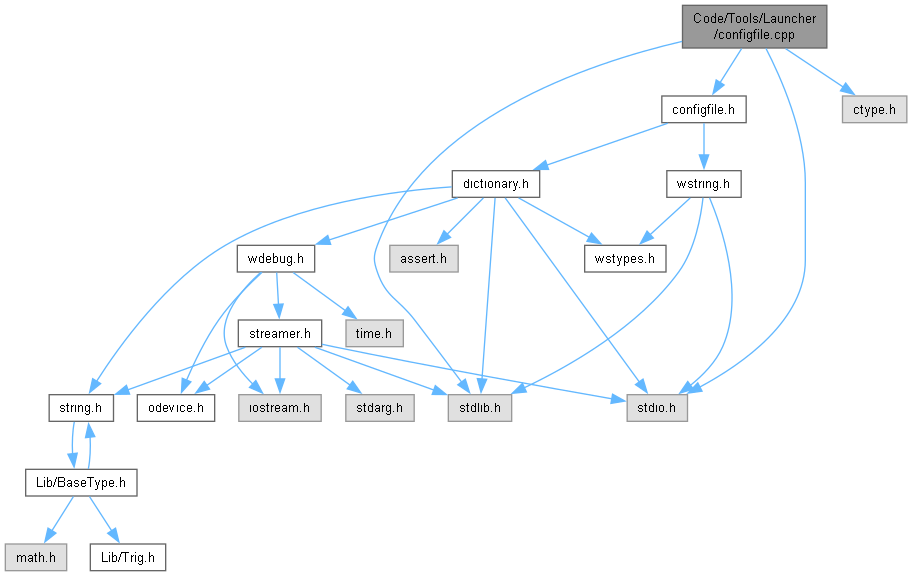 Code/Tools/Launcher
/configfile.cpp
configfile.h
ctype.h
dictionary.h
wstring.h
wdebug.h
assert.h
wstypes.h
streamer.h
time.h
string.h
odevice.h
iostream.h
stdarg.h
stdlib.h
stdio.h
Lib/BaseType.h
math.h
Lib/Trig.h